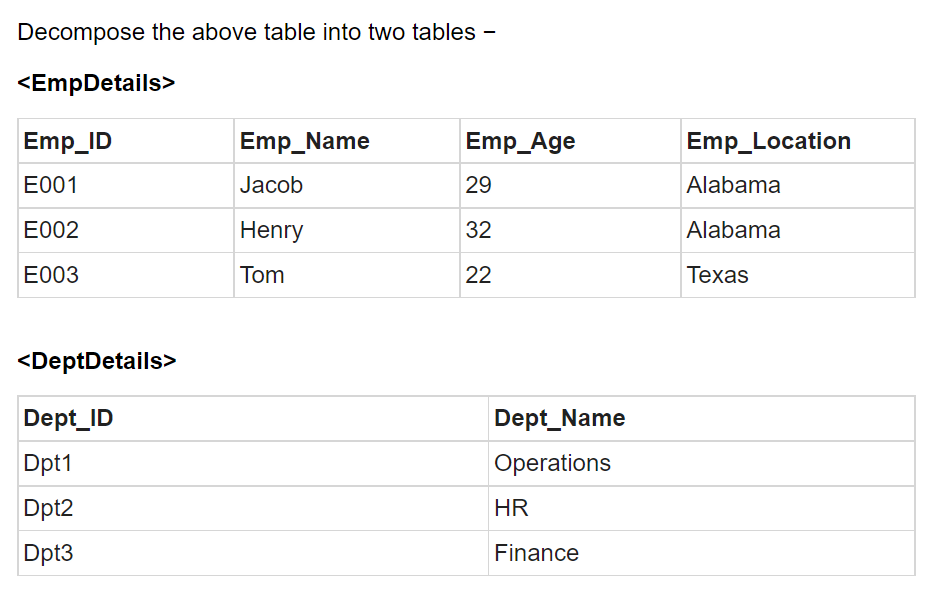 Decompose the above table into two tables −
<EmpDetails>
Emp_ID Emp_Name Emp_Age Emp_Location
E001 Jacob 29 Alabama
E002 Henry 32 Alabama
E003 Tom 22 Texas
<DeptDetails>
Dept_ID Dept_Name
Dpt1 Operations
Dpt2 HR
Dpt3 Finance